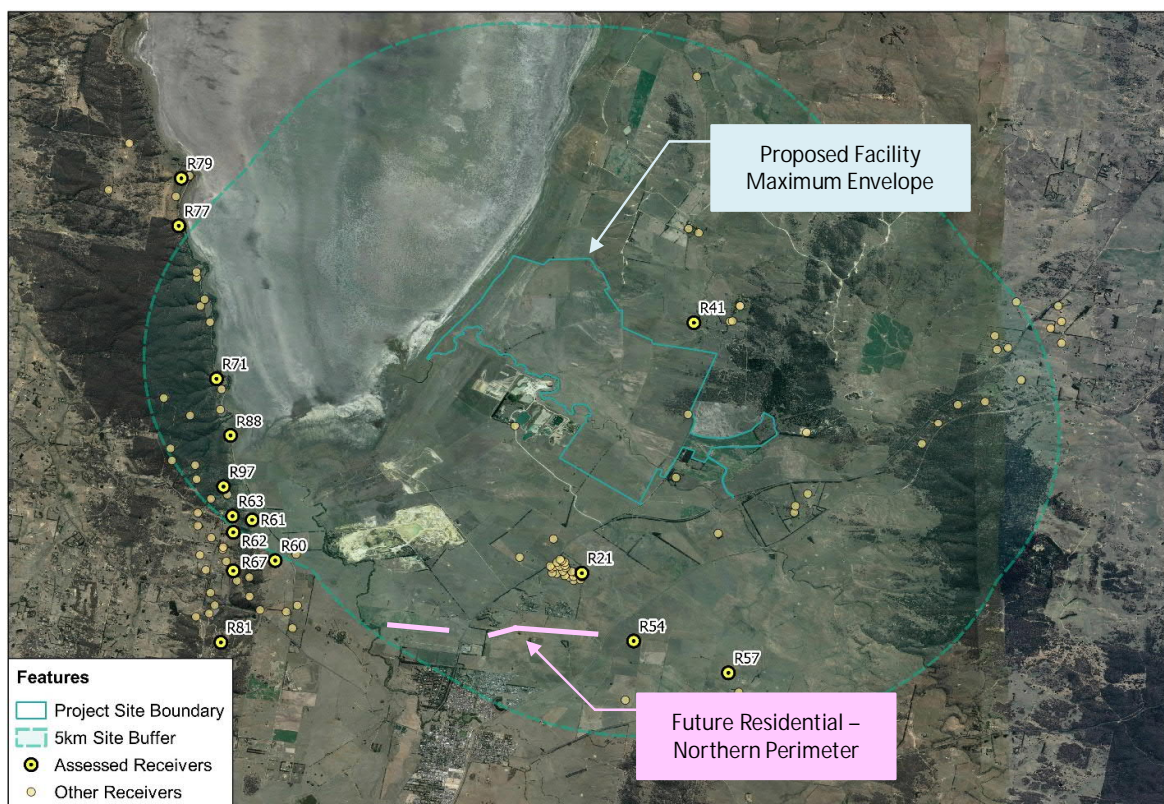 Proposed Facility
Maximum Envelope
R79
R77
R41
R71
R88
R97
R63
R61
R62
R60
R67
R21
R81
R54
R57
Future Residential –
Northern Perimeter
Features
Project Site Boundary
5km Site Buffer
Assessed Receivers
Other Receivers